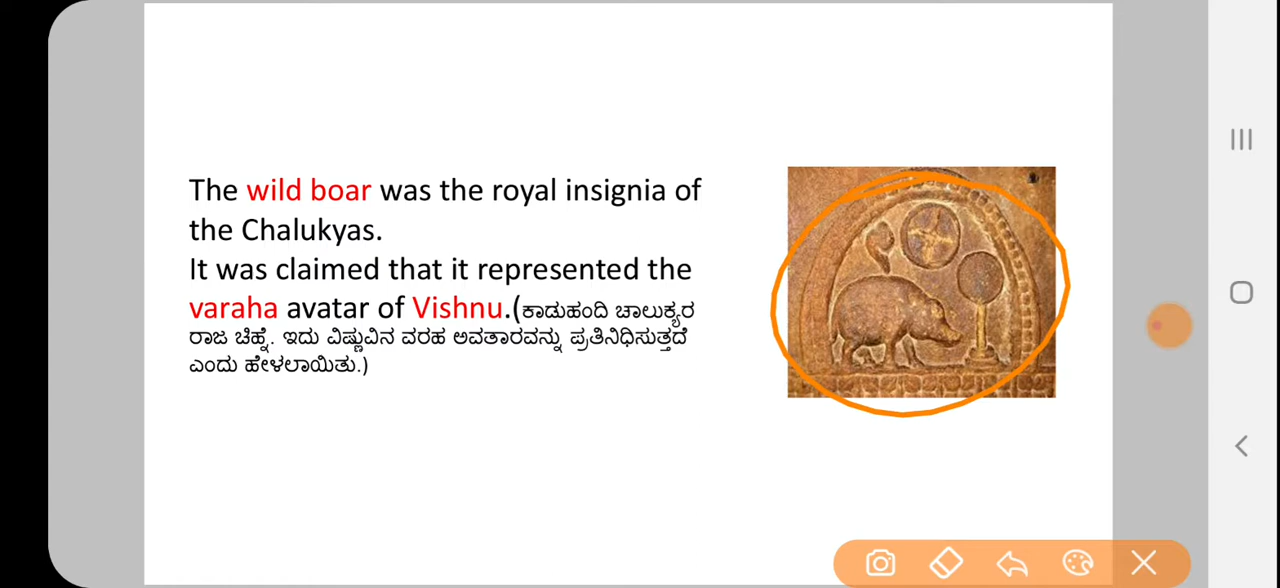 The wild boar was the royal insignia of
the Chalukyas.
It was claimed that it represented the
varaha avatar of Vishnu.(ಕಾಡುಹಂದಿ ಚಾಲುಕ್ಯರ
ರಾಜ ಚಿಹ್ನೆ. ಇದು ವಿಷ್ಣುವಿನ ವರಹ ಅವತಾರವನ್ನು ಪ್ರತಿನಿಧಿಸುತ್ತದೆ
ಎಂದು ಹೇಳಲಾಯಿತು.)